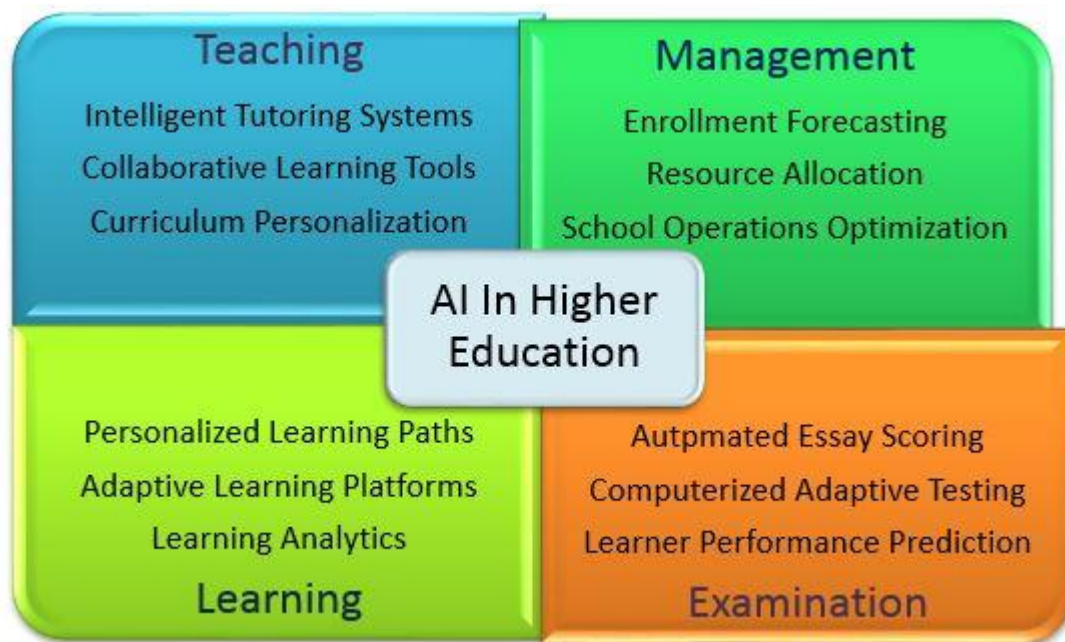 Teaching
Intelligent Tutoring Systems
Collaborative Learning Tools
Curriculum Personalization
Management
Enrollment Forecasting
Resource Allocation
School Operations Optimization
AI In Higher
Education
Personalized Learning Paths
Adaptive Learning Platforms
Learning Analytics
Learning
Autpmated Essay Scoring
Computerized Adaptive Testing
Learner Performance Prediction
Examination